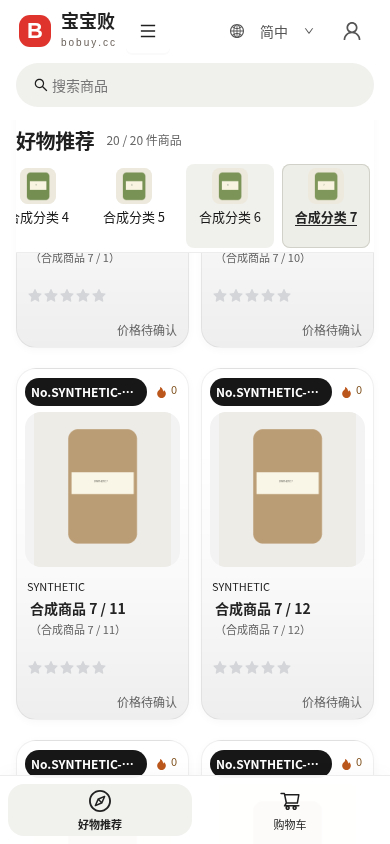 B 宝宝败
bobuy.cc
简中
搜索商品
好物推荐 20 / 20 件商品
合成分类 4 合成分类 5 合成分类 6 合成分类 7
（合成商品 7 / 1） （合成商品 7 / 10）
价格待确认 价格待确认
No.SYNTHETIC-… 0 No.SYNTHETIC-… 0
SYNTHETIC SYNTHETIC
合成商品 7 / 11 合成商品 7 / 12
（合成商品 7 / 11） （合成商品 7 / 12）
价格待确认 价格待确认
No.SYNTHETIC-… 0 No.SYNTHETIC-… 0
好物推荐 购物车